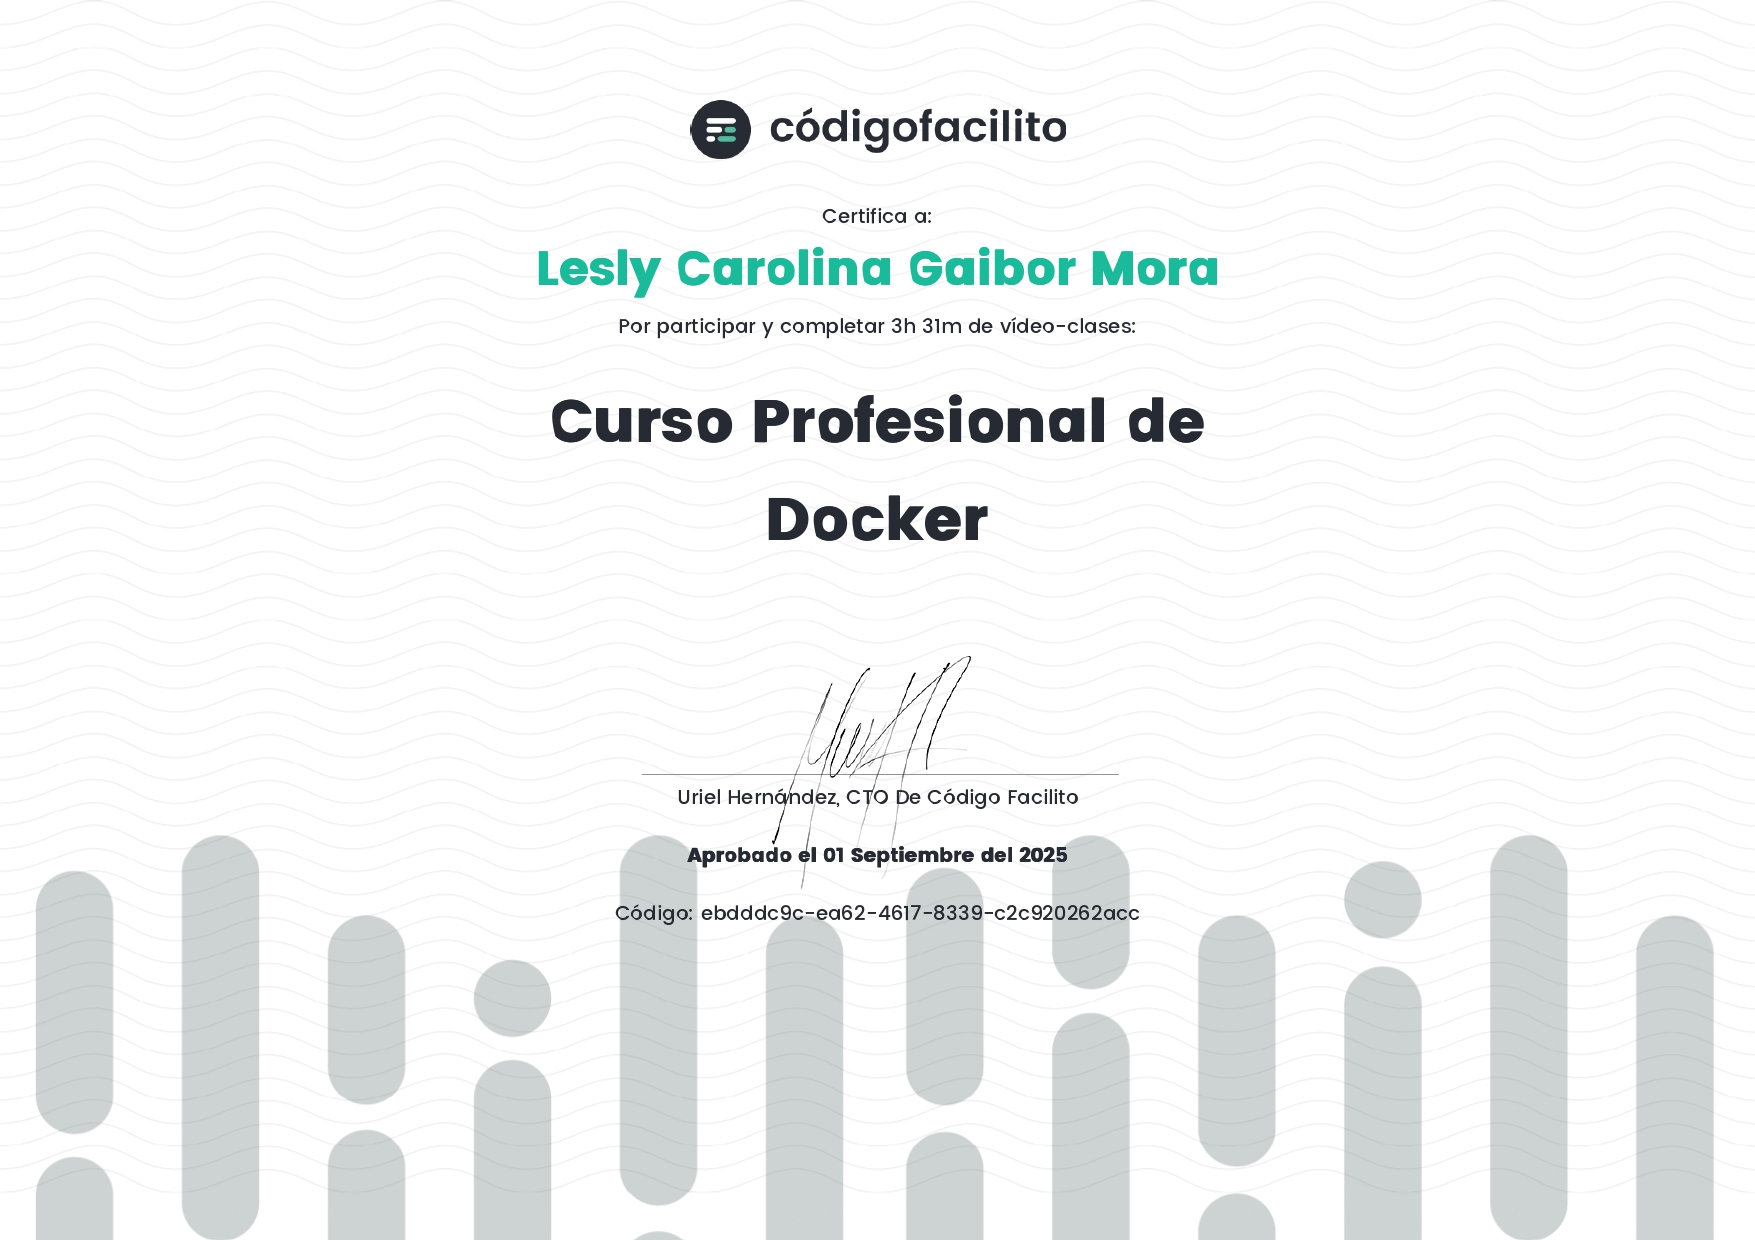 códigofacilito
Certifica a:
Lesly Carolina Gaibor Mora
Por participar y completar 3h 31m de vídeo-clases:
Curso Profesional de
Docker
Uriel Hernández, CTO De Código Facilito
Aprobado el 01 Septiembre del 2025
Código: ebdddc9c-ea62-4617-8339-c2c920262acc